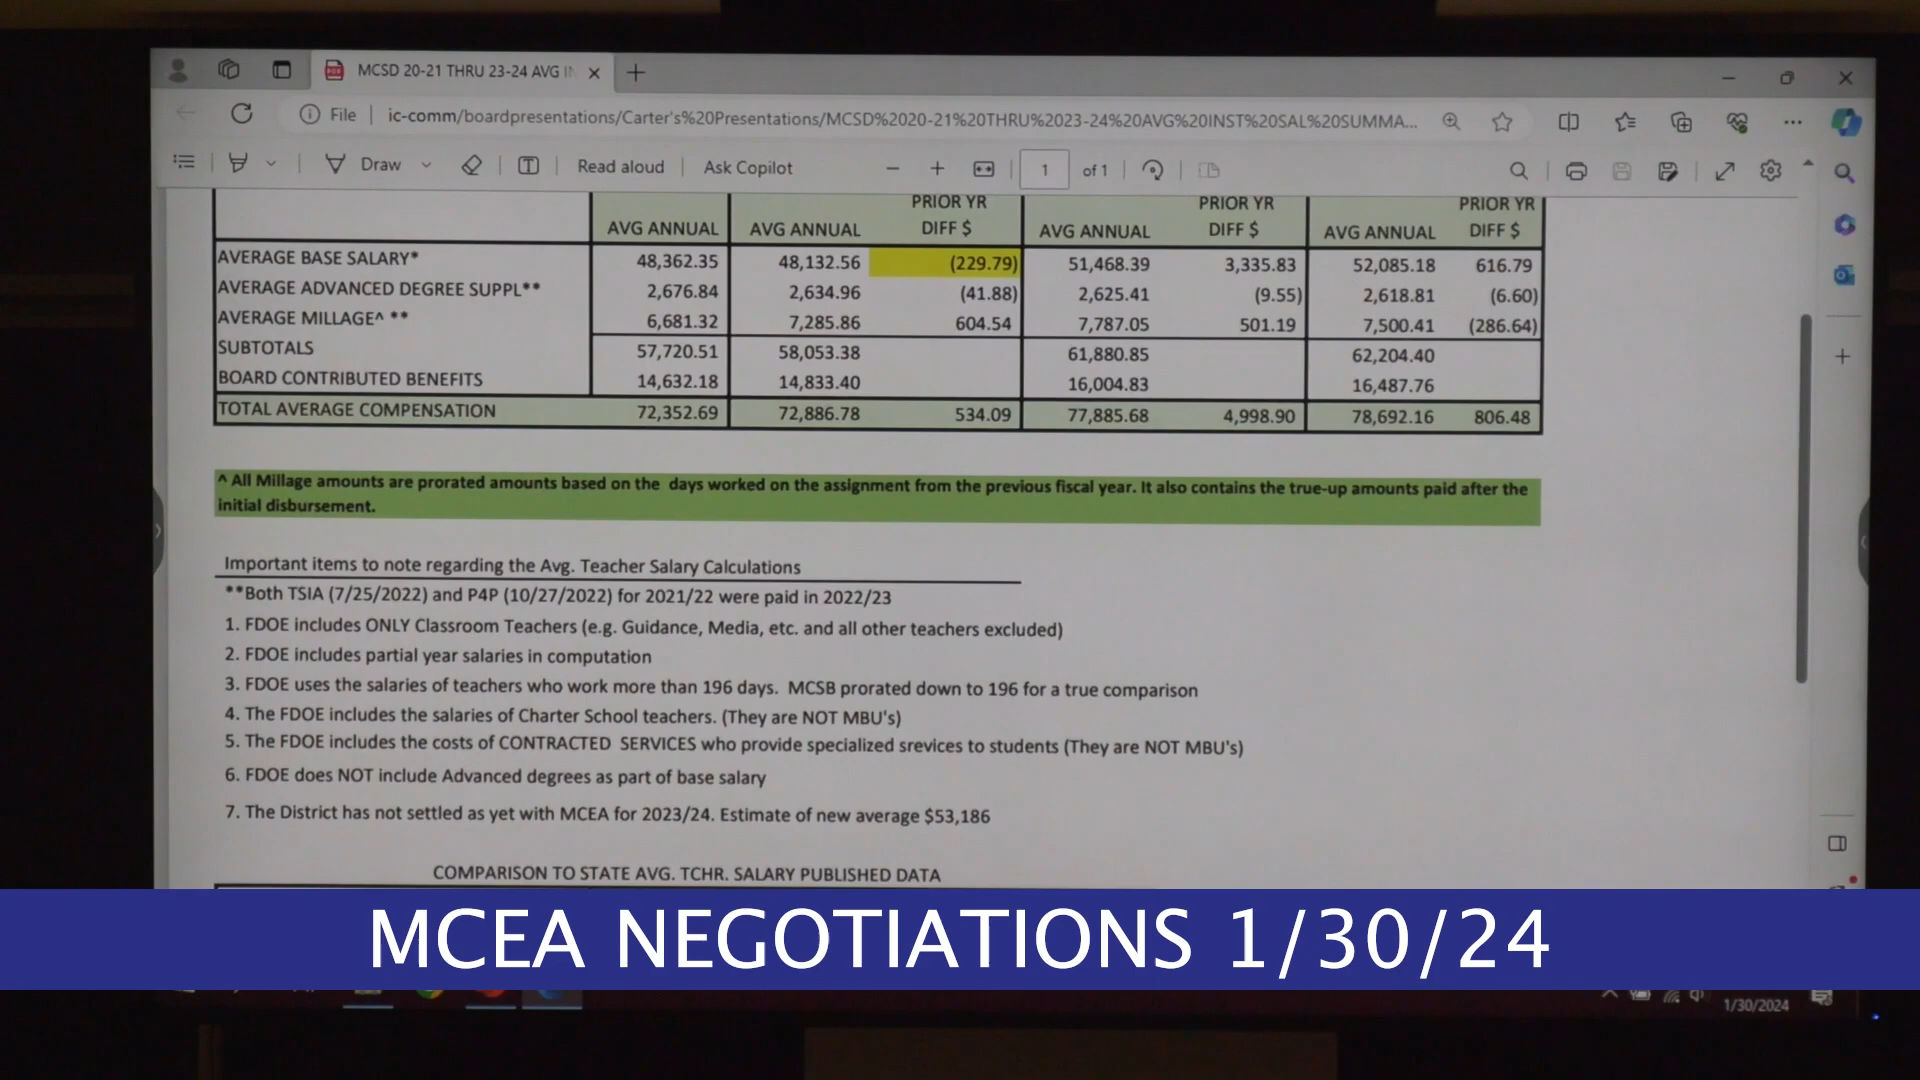 MCSD 20-21 THRU 23-24 AVG IN
File ic-comm/boardpresentations/Carter's%20Presentations/MCSD%2020-21%20THRU%2023-24%20AVG%20INST%20SAL%20SUMMA...
Draw Read aloud Ask Copilot 1 of 1
PRIOR YR PRIOR YR PRIOR YR
AVG ANNUAL AVG ANNUAL DIFF $ AVG ANNUAL DIFF $ AVG ANNUAL DIFF $
AVERAGE BASE SALARY* 48,362.35 48,132.56 (229.79) 51,468.39 3,335.83 52,085.18 616.79
AVERAGE ADVANCED DEGREE SUPPL** 2,676.84 2,634.96 (41.88) 2,625.41 (9.55) 2,618.81 (6.60)
AVERAGE MILLAGE^ ** 6,681.32 7,285.86 604.54 7,787.05 501.19 7,500.41 (286.64)
SUBTOTALS 57,720.51 58,053.38 61,880.85 62,204.40
BOARD CONTRIBUTED BENEFITS 14,632.18 14,833.40 16,004.83 16,487.76
TOTAL AVERAGE COMPENSATION 72,352.69 72,886.78 534.09 77,885.68 4,998.90 78,692.16 806.48
^ All Millage amounts are prorated amounts based on the days worked on the assignment from the previous fiscal year. It also contains the true-up amounts paid after the
initial disbursement.
Important items to note regarding the Avg. Teacher Salary Calculations
**Both TSIA (7/25/2022) and P4P (10/27/2022) for 2021/22 were paid in 2022/23
1. FDOE includes ONLY Classroom Teachers (e.g. Guidance, Media, etc. and all other teachers excluded)
2. FDOE includes partial year salaries in computation
3. FDOE uses the salaries of teachers who work more than 196 days. MCSB prorated down to 196 for a true comparison
4. The FDOE includes the salaries of Charter School teachers. (They are NOT MBU's)
5. The FDOE includes the costs of CONTRACTED SERVICES who provide specialized srevices to students (They are NOT MBU's)
6. FDOE does NOT include Advanced degrees as part of base salary
7. The District has not settled as yet with MCEA for 2023/24. Estimate of new average $53,186
COMPARISON TO STATE AVG. TCHR. SALARY PUBLISHED DATA
MCEA NEGOTIATIONS 1/30/24
1/30/2024